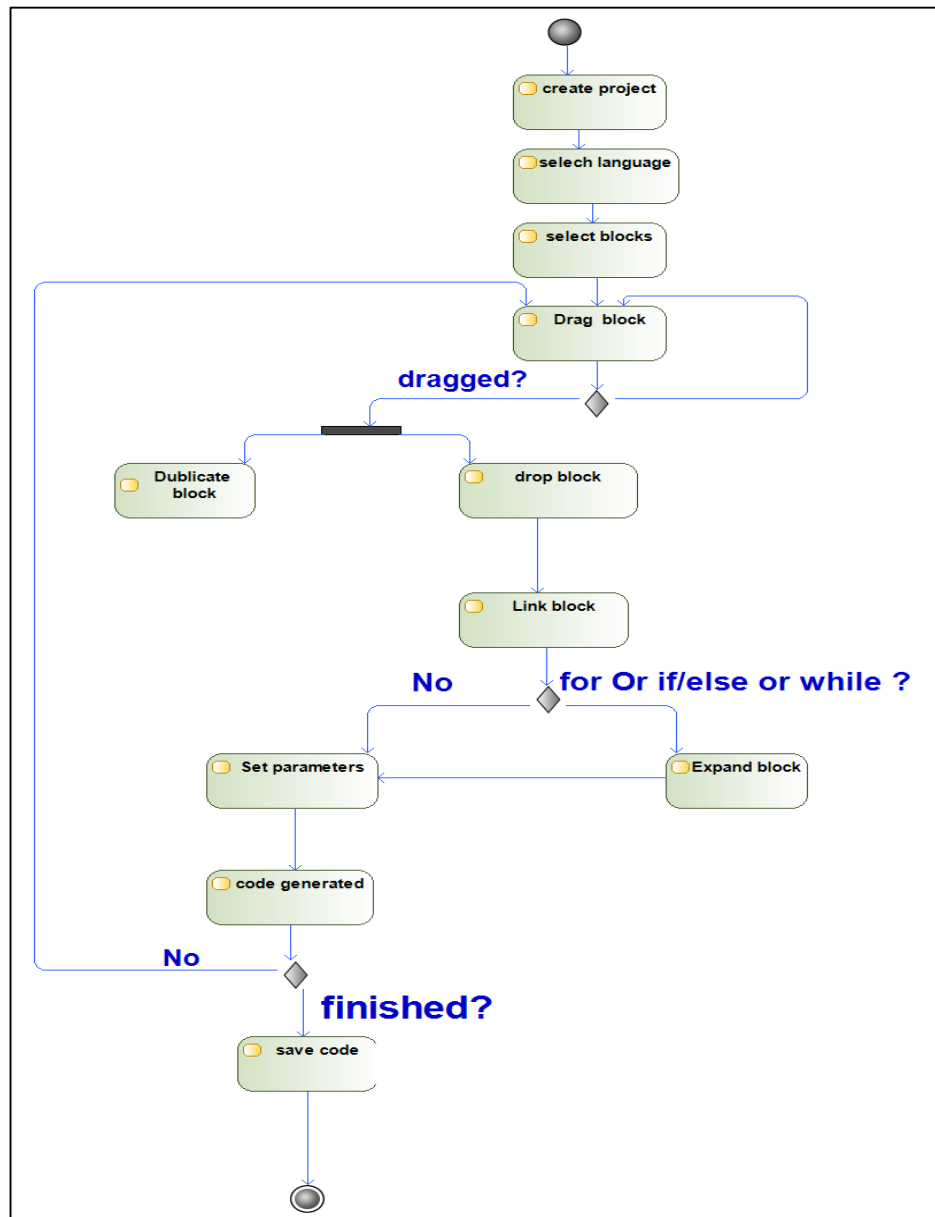 create project
selech language
select blocks
Drag block
dragged?
Dublicate
block
drop block
Link block
No
for Or if/else or while ?
Set parameters
Expand block
code generated
No
finished?
save code